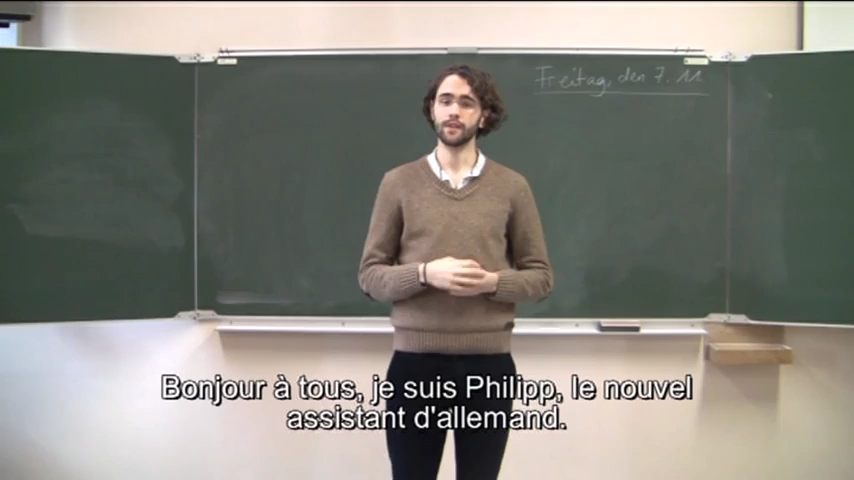 Freitag, den 7. 11
Bonjour à tous, je suis Philipp, le nouvel
assistant d'allemand.